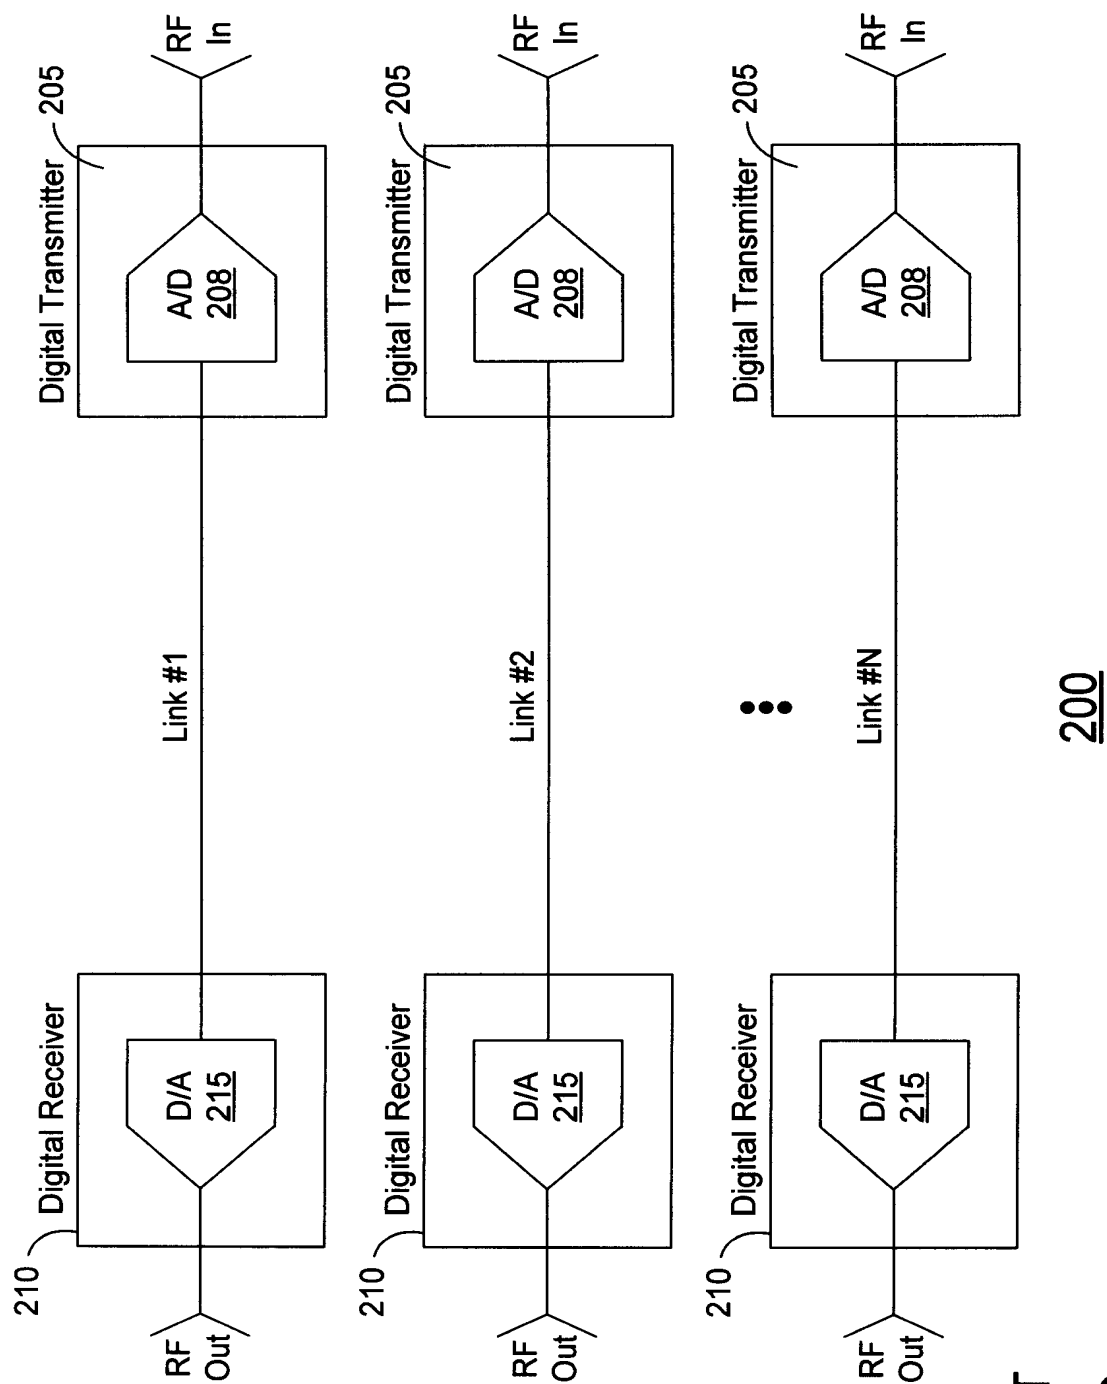 210
Digital Receiver
Digital Transmitter
RF
Out
D/A
215
Link #1
A/D
208
RF
In
205
210
Digital Receiver
Digital Transmitter
RF
Out
D/A
215
Link #2
A/D
208
RF
In
205
210
Digital Receiver
Digital Transmitter
RF
Out
D/A
215
Link #N
A/D
208
RF
In
205
200